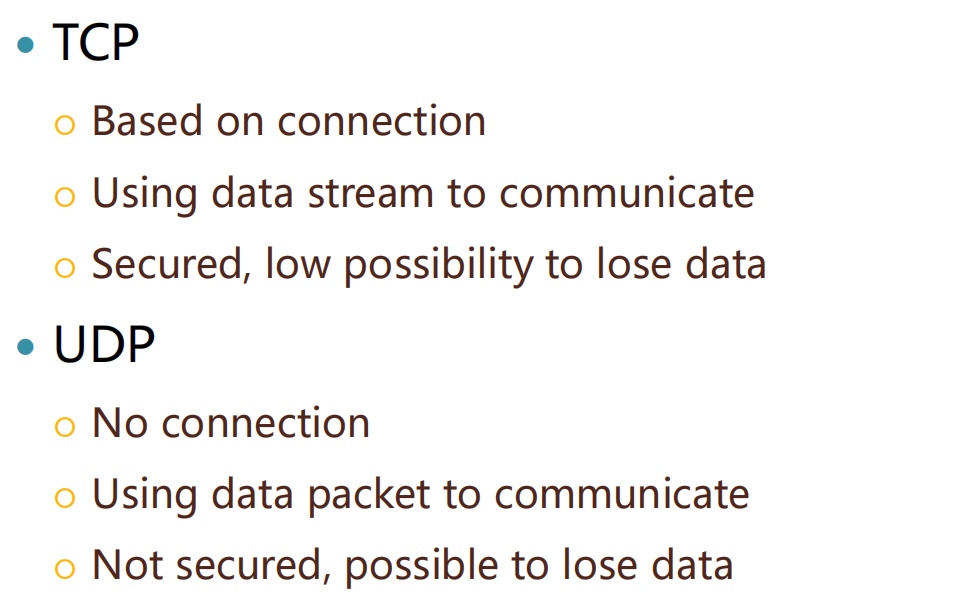 TCP
Based on connection
Using data stream to communicate
Secured, low possibility to lose data
UDP
No connection
Using data packet to communicate
Not secured, possible to lose data